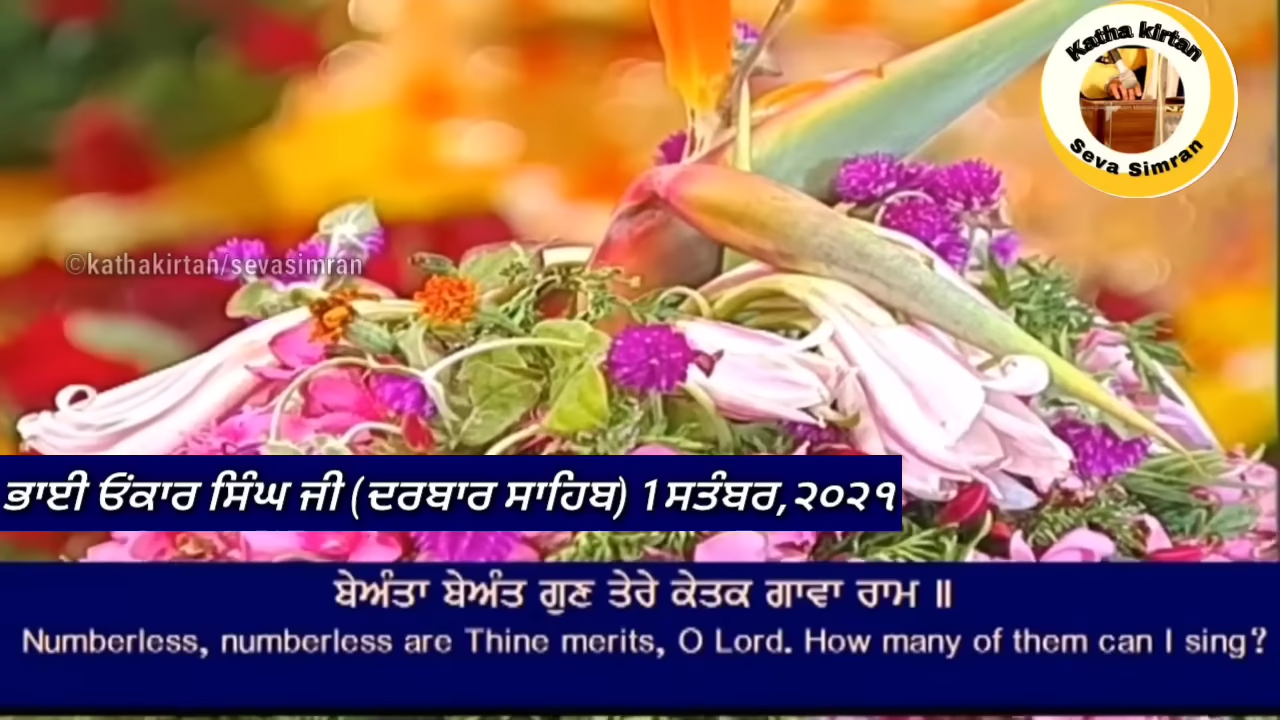 Katha kirtan
Seva Simran
©kathakirtan/sevasimran
ਭਾਈ ਓਂਕਾਰ ਸਿੰਘ ਜੀ (ਦਰਬਾਰ ਸਾਹਿਬ) 1 ਸਤੰਬਰ,੨੦੨੧
ਬੇਅੰਤਾ ਬੇਅੰਤ ਗੁਣ ਤੇਰੇ ਕੇਤਕ ਗਾਵਾ ਰਾਮ ॥
Numberless, numberless are Thine merits, O Lord. How many of them can I sing?